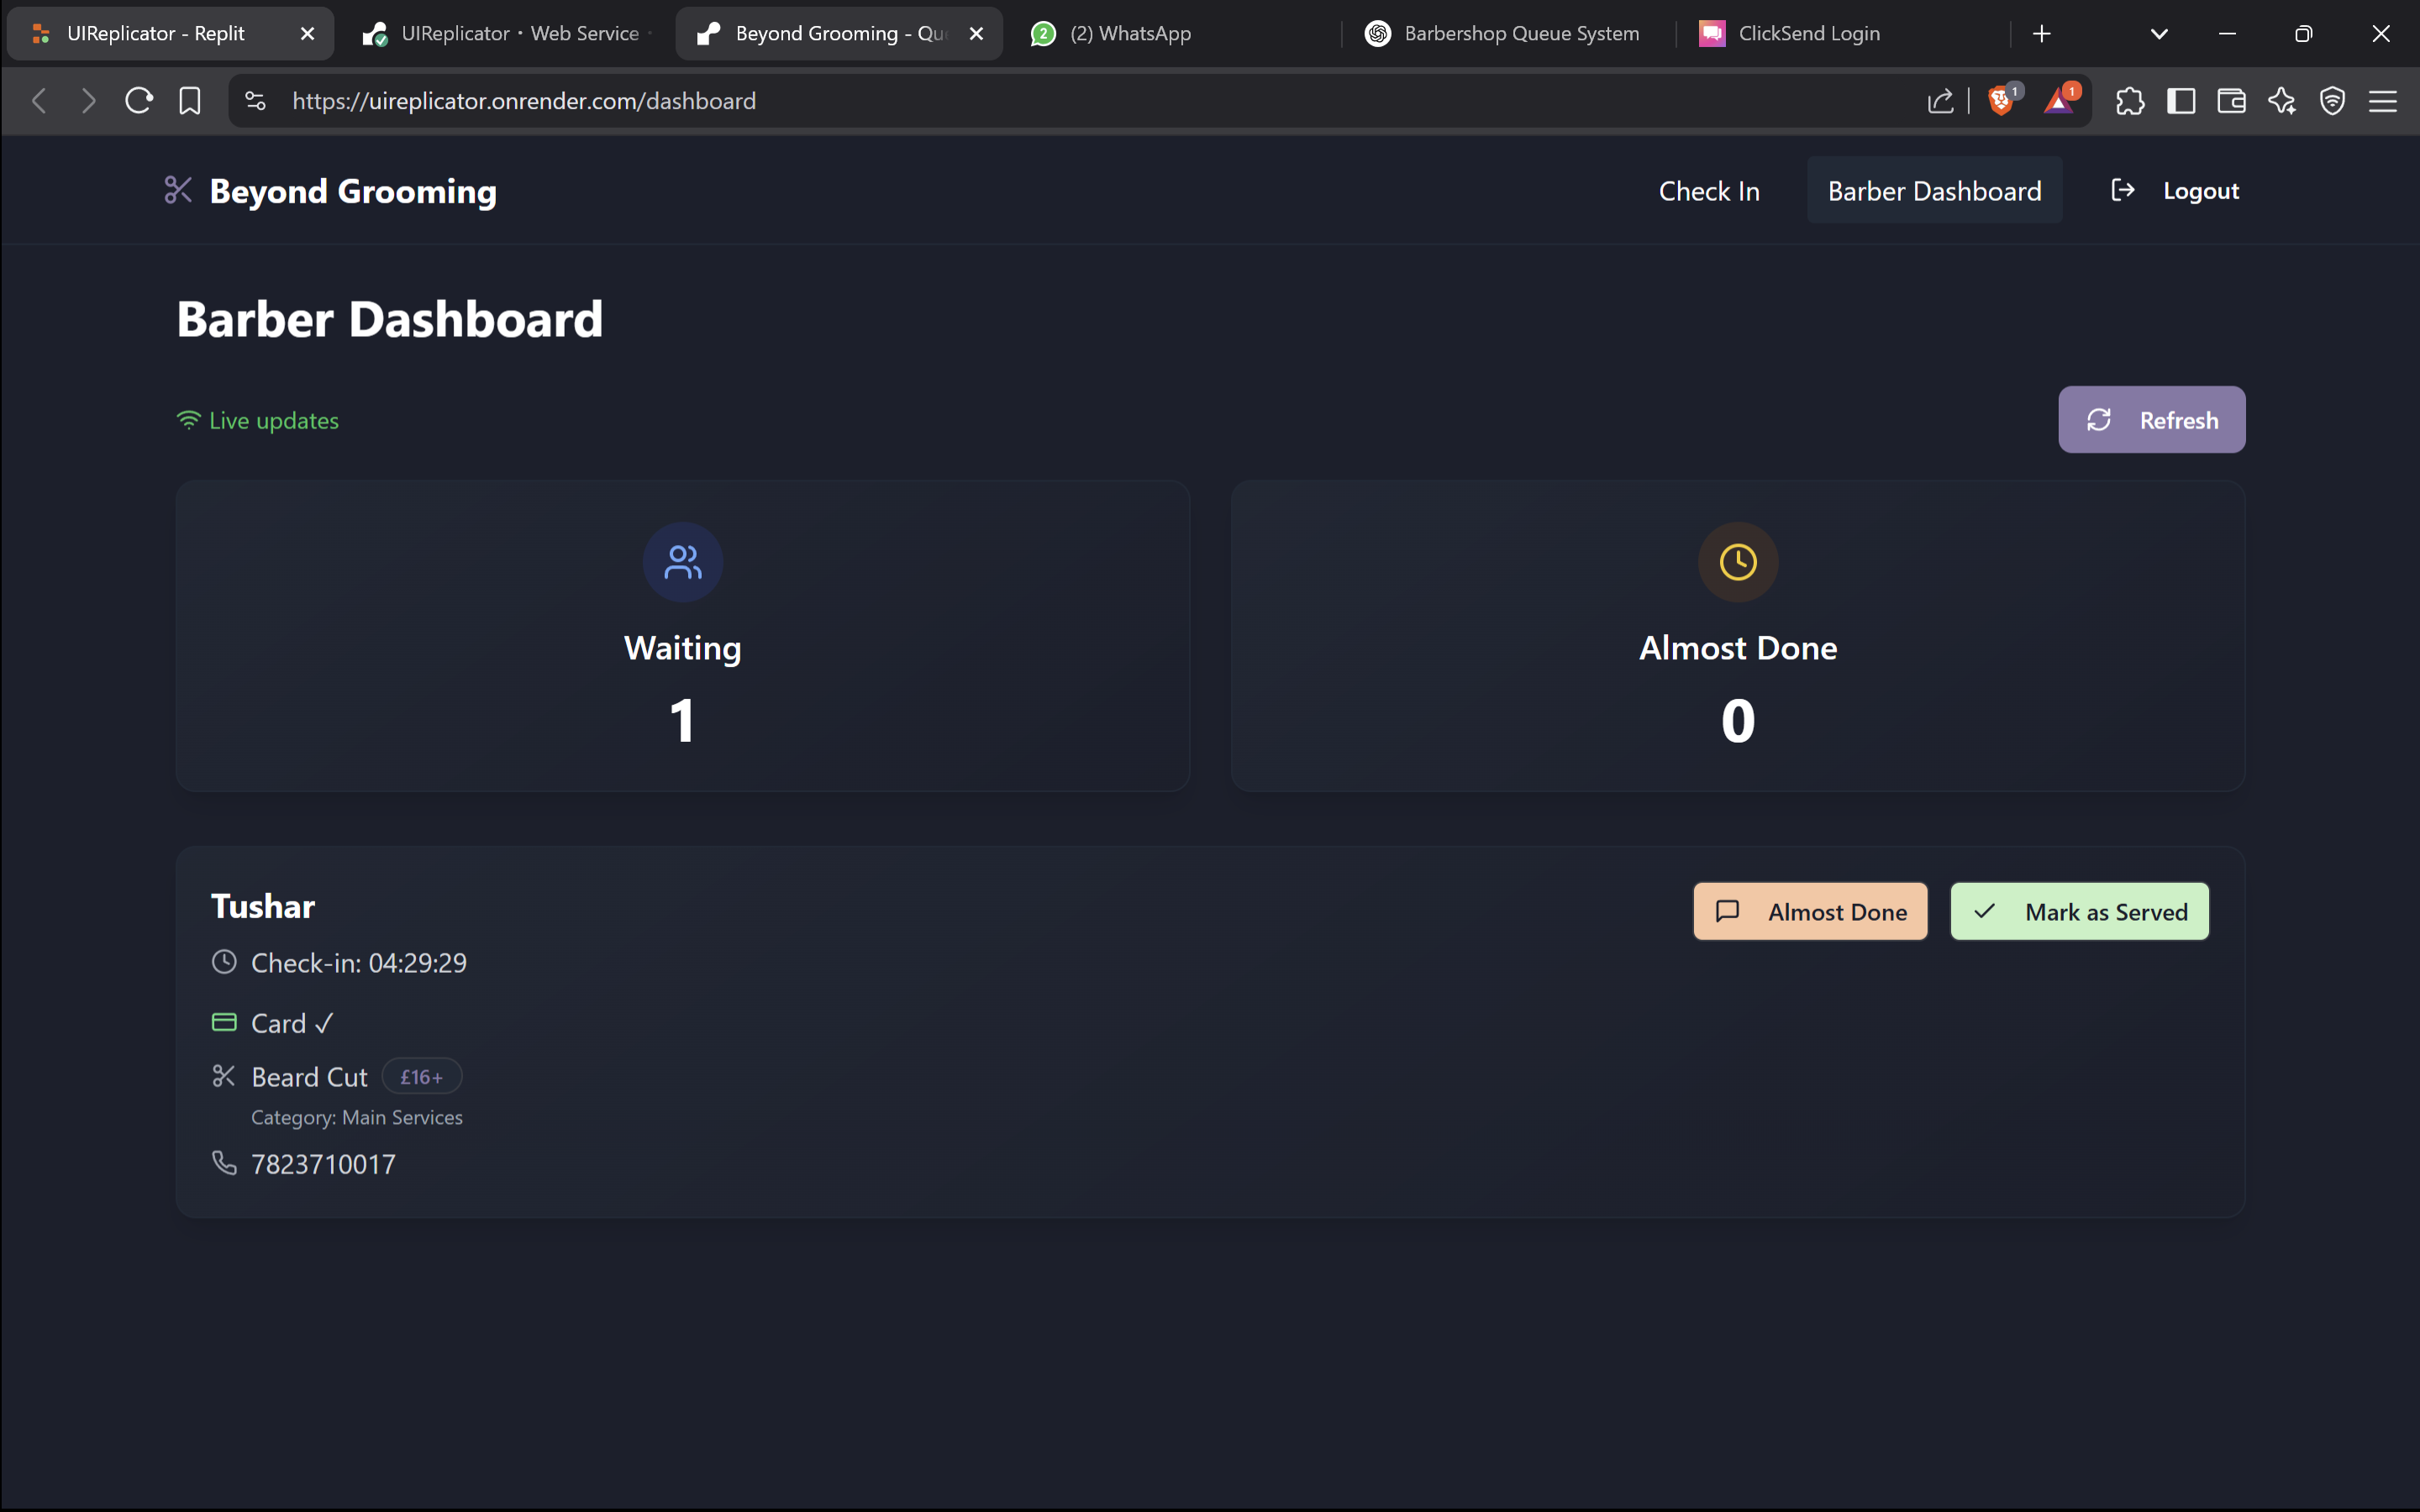 UIReplicator - Replit
UIReplicator · Web Service ·
Beyond Grooming - Qu
2
(2) WhatsApp
Barbershop Queue System
ClickSend Login
https://uireplicator.onrender.com/dashboard
1
1
Beyond Grooming
Check In
Barber Dashboard
Logout
Barber Dashboard
Live updates
Refresh
Waiting
1
Almost Done
0
Tushar
Almost Done
Mark as Served
Check-in: 04:29:29
Card ✓
Beard Cut £16+
Category: Main Services
7823710017